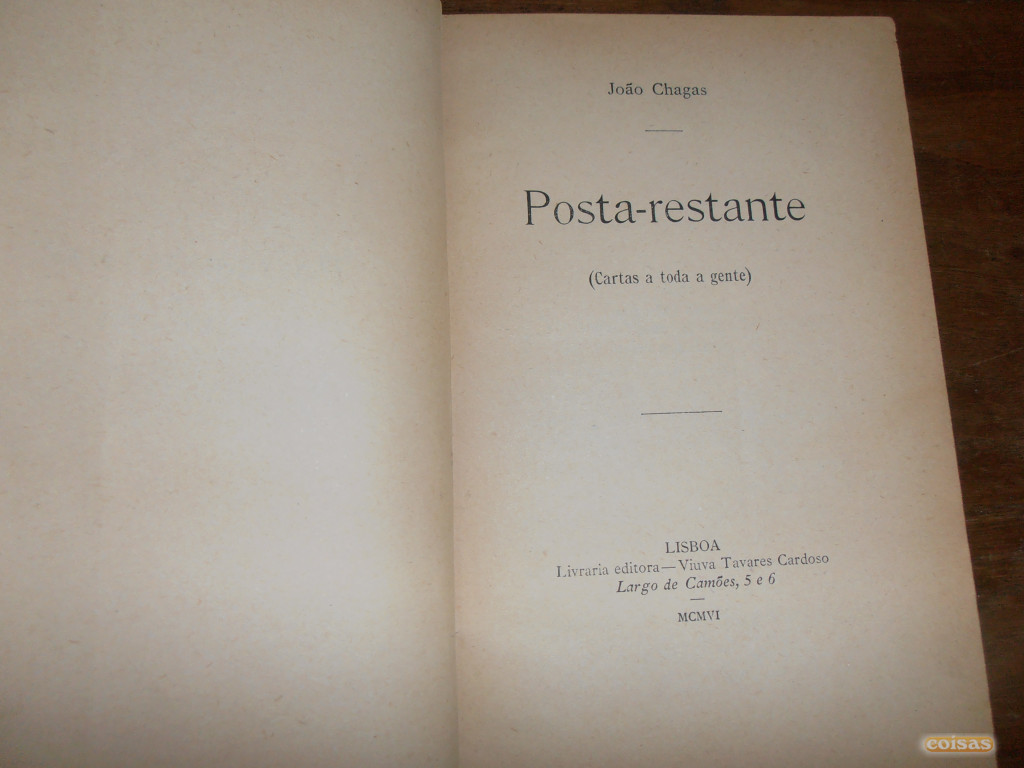 João Chagas
Posta-restante
(Cartas a toda a gente)
LISBOA
Livraria editora—Viuva Tavares Cardoso
Largo de Camões, 5 e 6
MCMVI
coisas